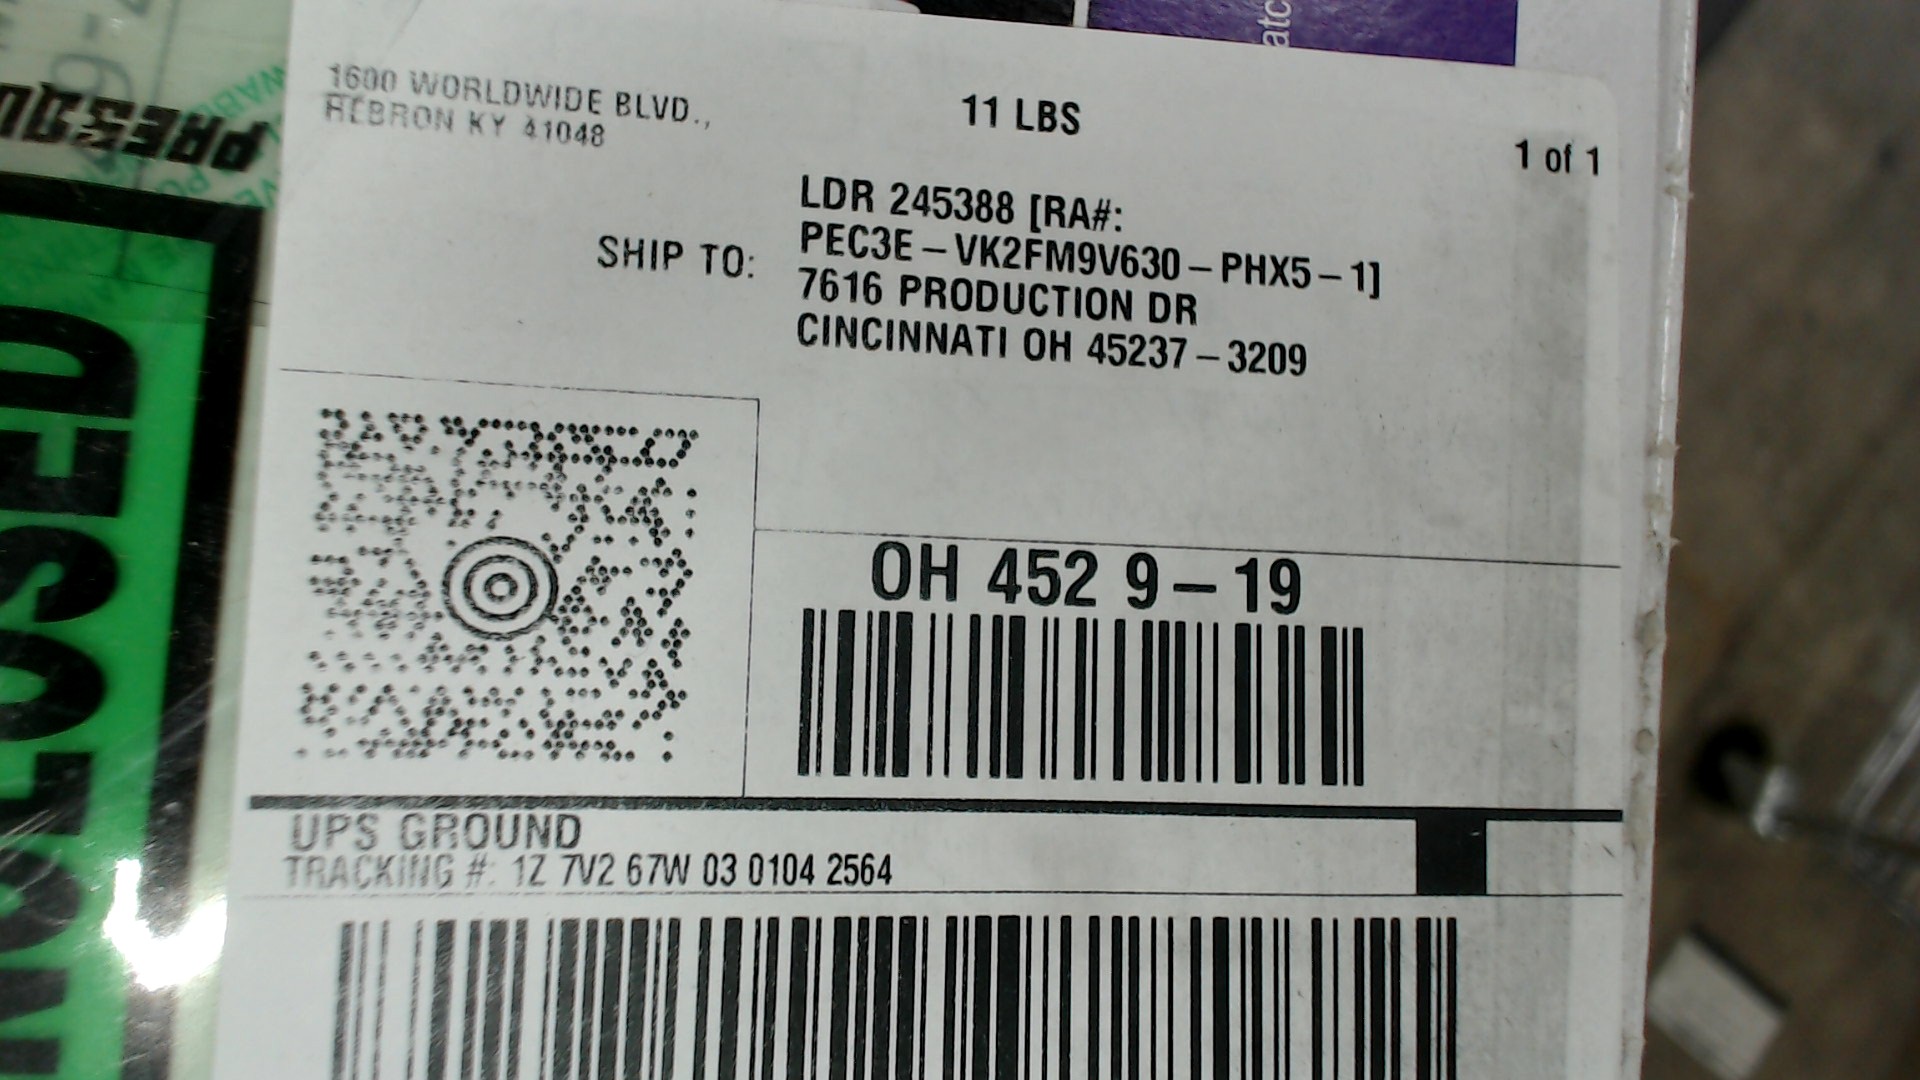 atc
1600 WORLDWIDE BLVD.,
HEBRON KY 41048
11 LBS
1 of 1
SHIP TO:
LDR 245388 [RA#:
PEC3E-VK2FM9V630-PHX5-1]
7616 PRODUCTION DR
CINCINNATI OH 45237-3209
OH 452 9-19
UPS GROUND
TRACKING #: 1Z 7V2 67W 03 0104 2564